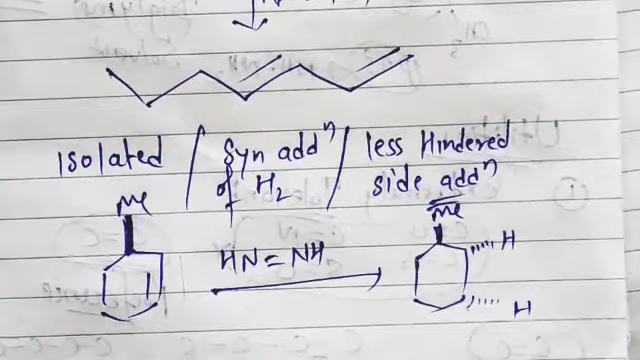 Isolated / Syn addⁿ / less Hindered
of H₂ side addⁿ
Me Me
HN=NH H
H